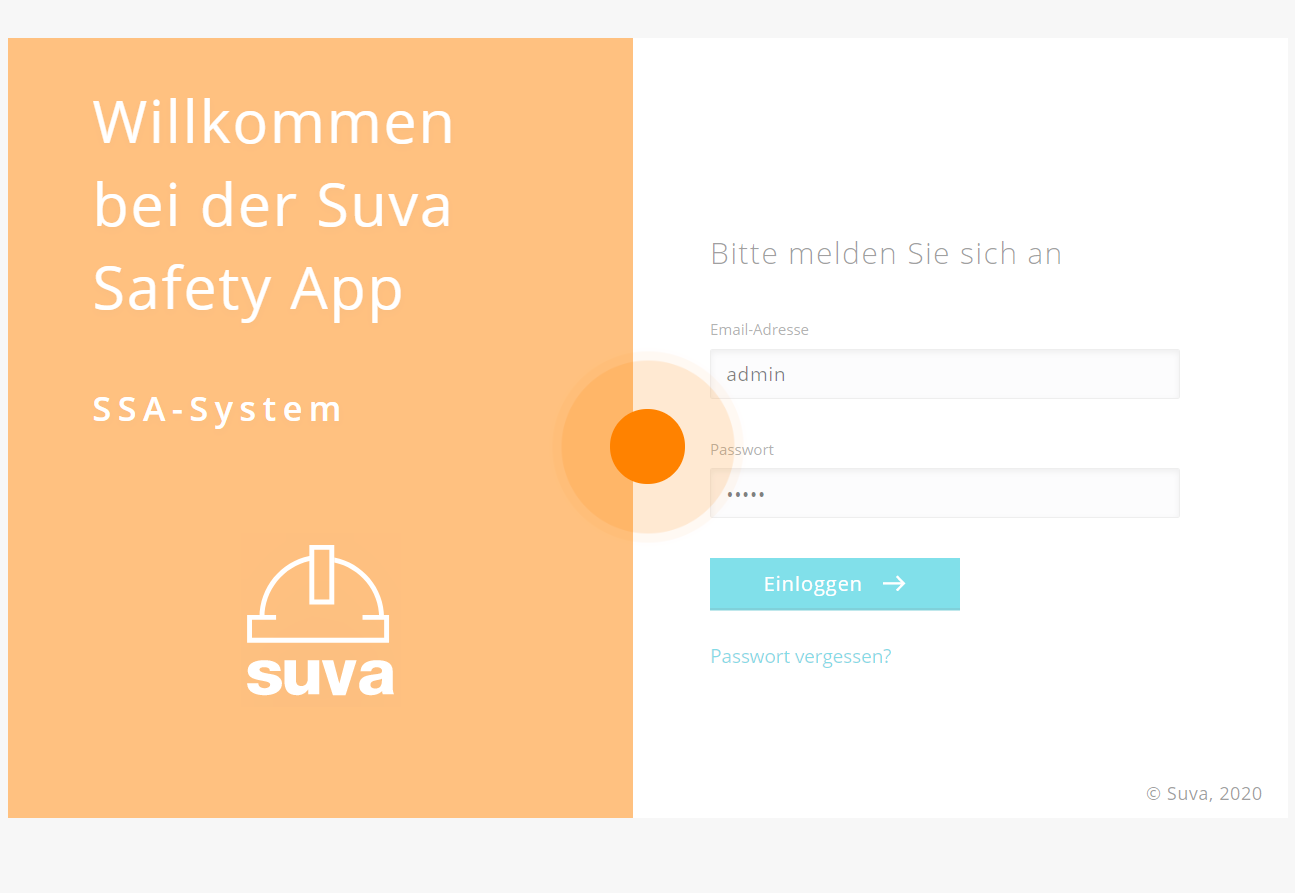 Willkommen
bei der Suva
Safety App
SSA-System
suva
Bitte melden Sie sich an
Email-Adresse
admin
Passwort
•••••
Einloggen →
Passwort vergessen?
© Suva, 2020